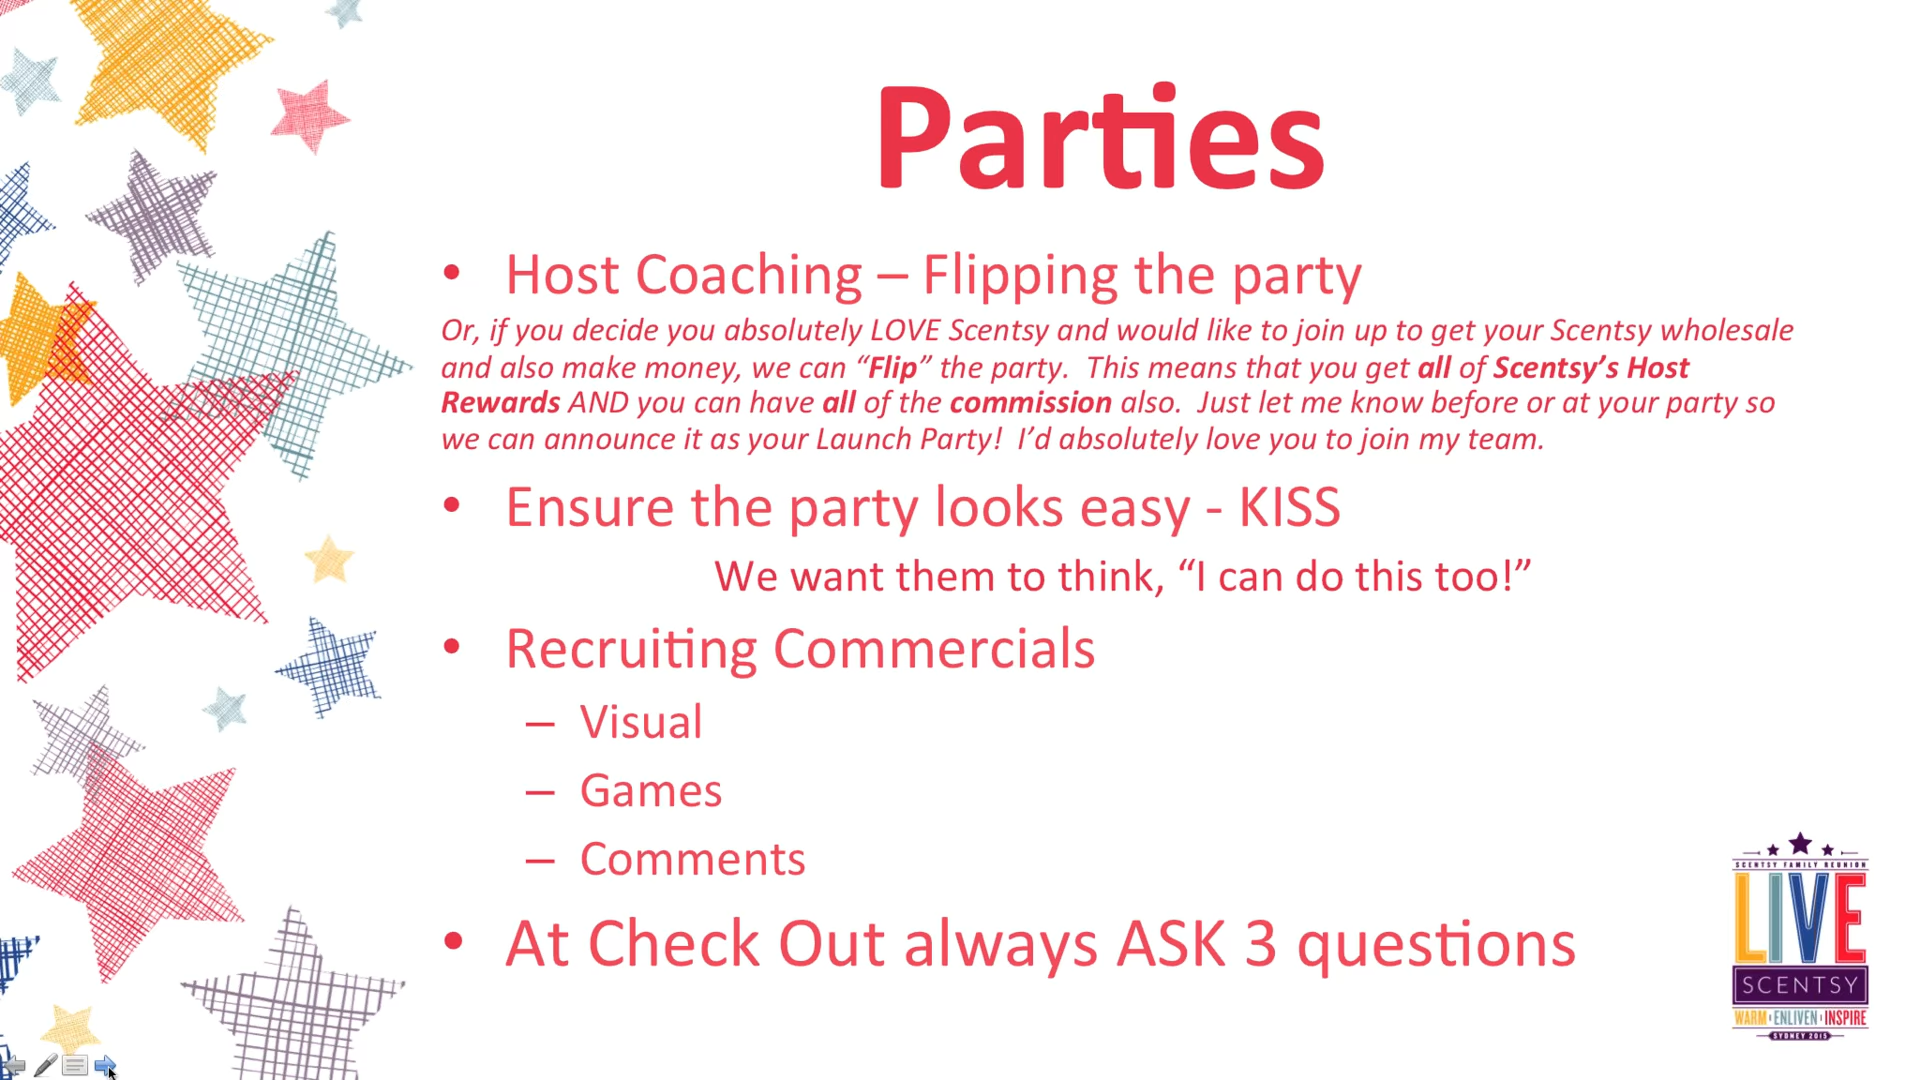 Parties
• Host Coaching – Flipping the party
Or, if you decide you absolutely LOVE Scentsy and would like to join up to get your Scentsy wholesale
and also make money, we can “Flip” the party.  This means that you get all of Scentsy’s Host
Rewards AND you can have all of the commission also.  Just let me know before or at your party so
we can announce it as your Launch Party!  I’d absolutely love you to join my team.
• Ensure the party looks easy - KISS
We want them to think, “I can do this too!”
• Recruiting Commercials
– Visual
– Games
– Comments
• At Check Out always ASK 3 questions
SCENTSY FAMILY REUNION
LIVE
SCENTSY
WARM • ENLIVEN • INSPIRE
SYDNEY 2015